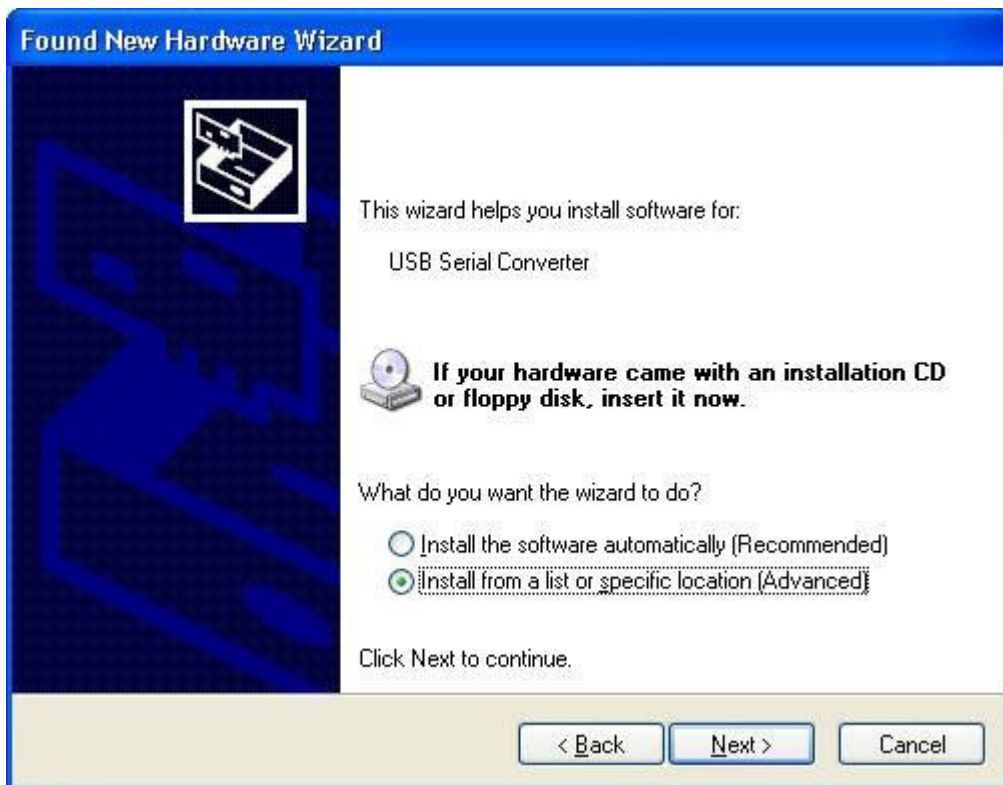 Found New Hardware Wizard
This wizard helps you install software for:
USB Serial Converter
If your hardware came with an installation CD
or floppy disk, insert it now.
What do you want the wizard to do?
Install the software automatically (Recommended)
Install from a list or specific location (Advanced)
Click Next to continue.
< Back Next > Cancel